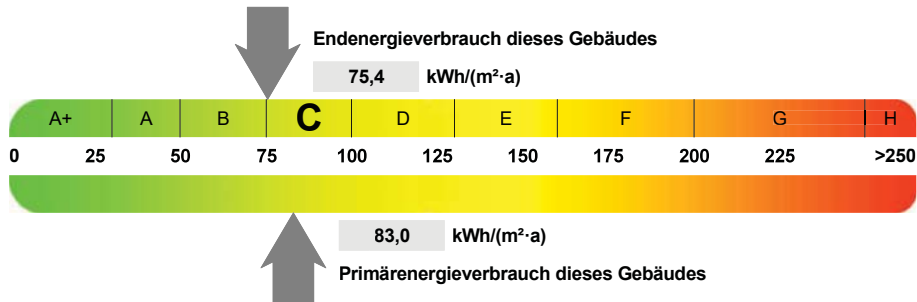 Endenergieverbrauch dieses Gebäudes
75,4 kWh/(m²·a)
A+ A B C D E F G H
0 25 50 75 100 125 150 175 200 225 >250
83,0 kWh/(m²·a)
Primärenergieverbrauch dieses Gebäudes